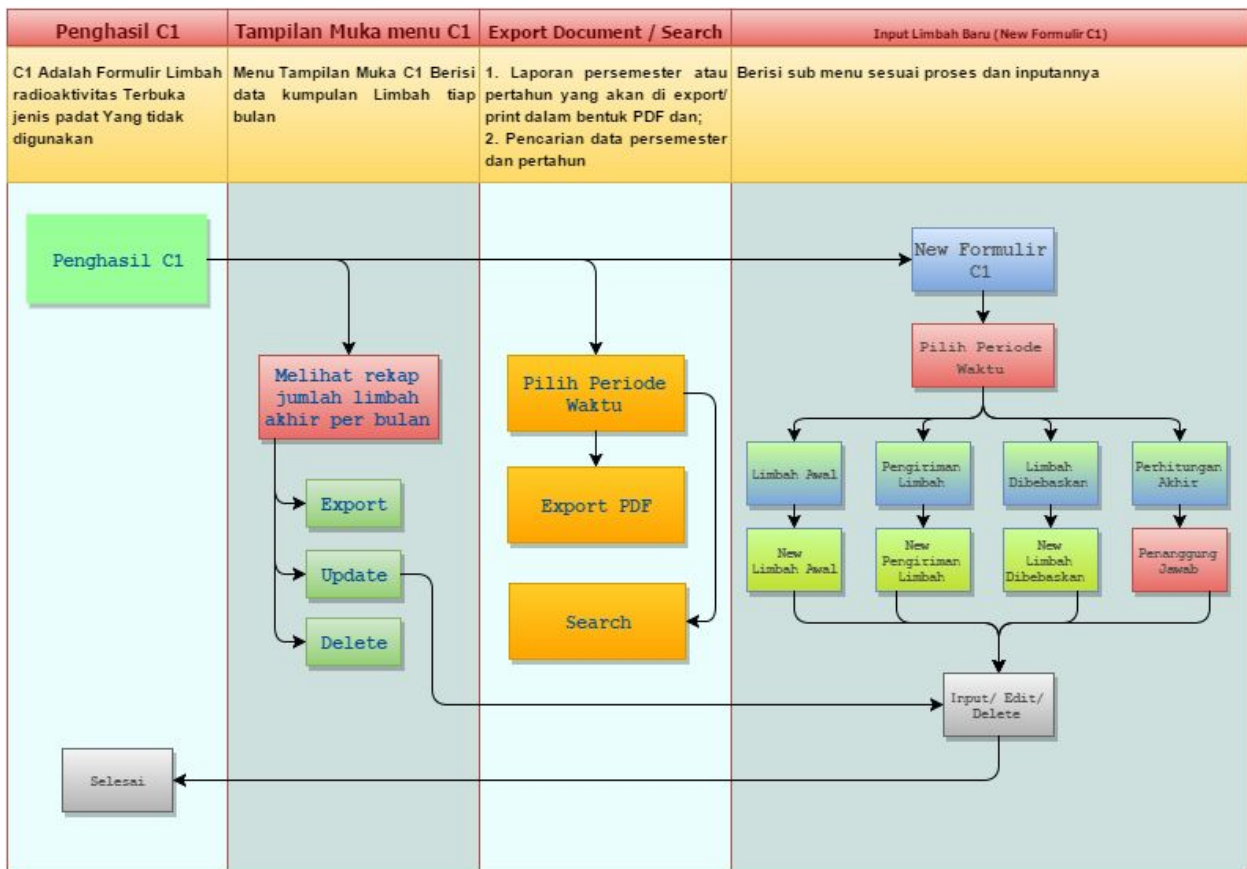 Penghasil C1
Tampilan Muka menu C1
Export Document / Search
Input Limbah Baru (New Formulir C1)
C1 Adalah Formulir Limbah
radioaktivitas Terbuka
jenis padat Yang tidak
digunakan
Menu Tampilan Muka C1 Berisi
data kumpulan Limbah tiap
bulan
1. Laporan persemester atau
pertahun yang akan di export/
print dalam bentuk PDF dan;
2. Pencarian data persemester
dan pertahun
Berisi sub menu sesuai proses dan inputannya
Penghasil C1
New Formulir
C1
Pilih Periode
Waktu
Melihat rekap
jumlah limbah
akhir per bulan
Pilih Periode
Waktu
Limbah Awal
Pengiriman
Limbah
Limbah
Dibebaskan
Perhitungan
Akhir
Export
Export PDF
New
Limbah Awal
New
Pengiriman
Limbah
New
Limbah
Dibebaskan
Penanggung
Jawab
Update
Search
Delete
Input/ Edit/
Delete
Selesai